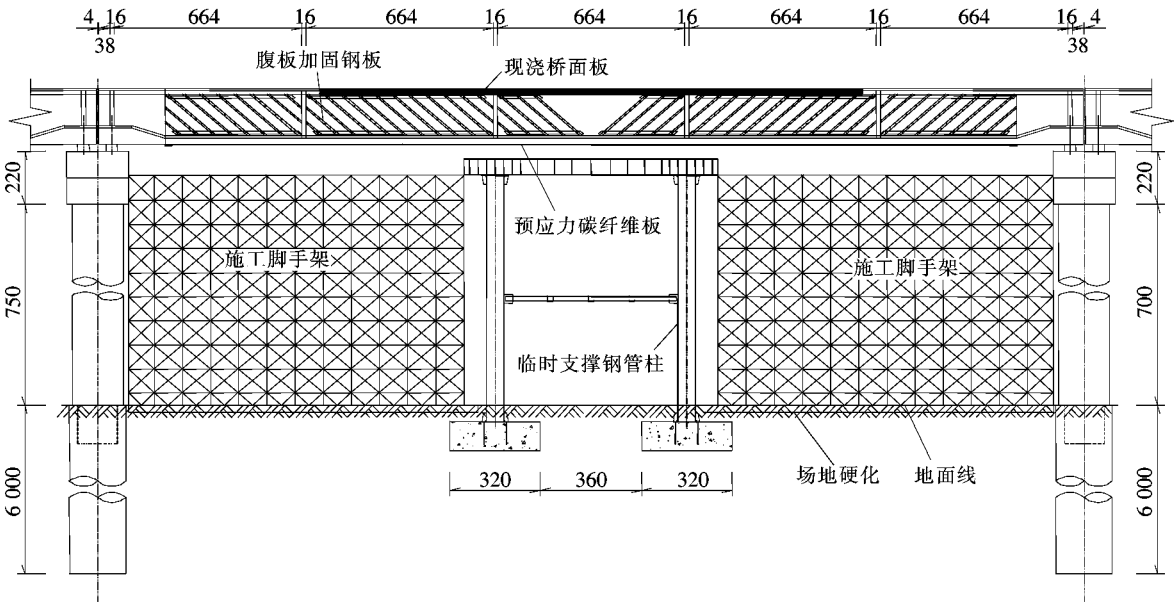 4 16 664 16 664 16 664 16 664 16 664 16 4
38 38
腹板加固钢板
现浇桥面板
220 220
预应力碳纤维板
施工脚手架 施工脚手架
750 700
临时支撑钢管柱
320 360 320
场地硬化 地面线
6 000 6 000